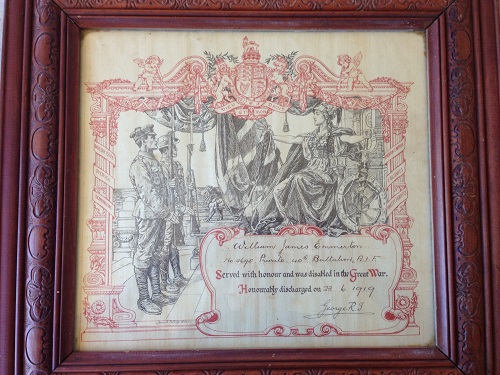 William James Emmerton
Private, 40th Battalion, A.I.F.
Served with honour and was disabled in the Great War.
Honourably discharged on 6 1919
George R.I.